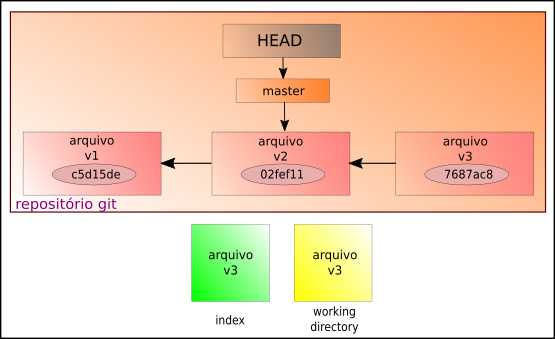 HEAD
master
arquivo
v1
c5d15de
arquivo
v2
02fef11
arquivo
v3
7687ac8
repositório git
arquivo
v3
index
arquivo
v3
working
directory